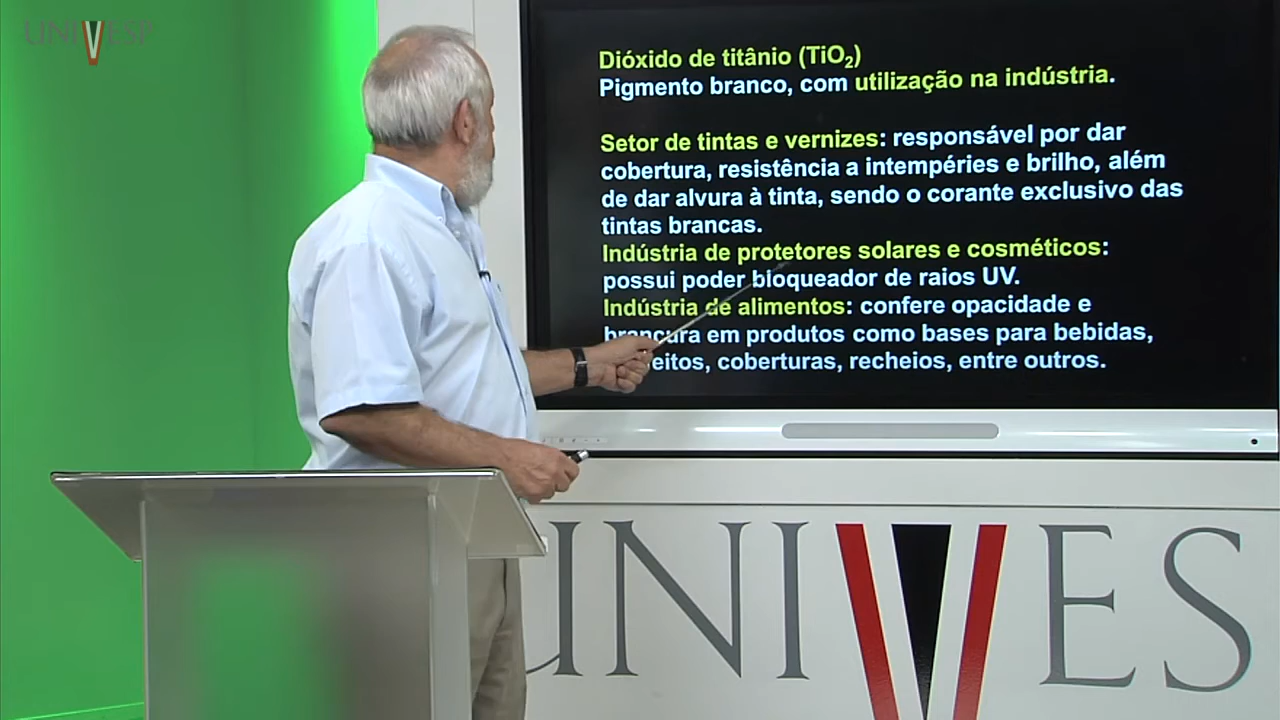 UNIVESP
Dióxido de titânio (TiO₂)
Pigmento branco, com utilização na indústria.
Setor de tintas e vernizes: responsável por dar
cobertura, resistência a intempéries e brilho, além
de dar alvura à tinta, sendo o corante exclusivo das
tintas brancas.
Indústria de protetores solares e cosméticos:
possui poder bloqueador de raios UV.
Indústria de alimentos: confere opacidade e
brancura em produtos como bases para bebidas,
eitos, coberturas, recheios, entre outros.
UNIVES